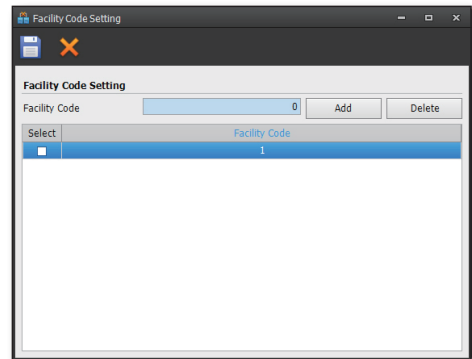 Facility Code Setting
Facility Code Setting
Facility Code 0 Add Delete
Select Facility Code
1